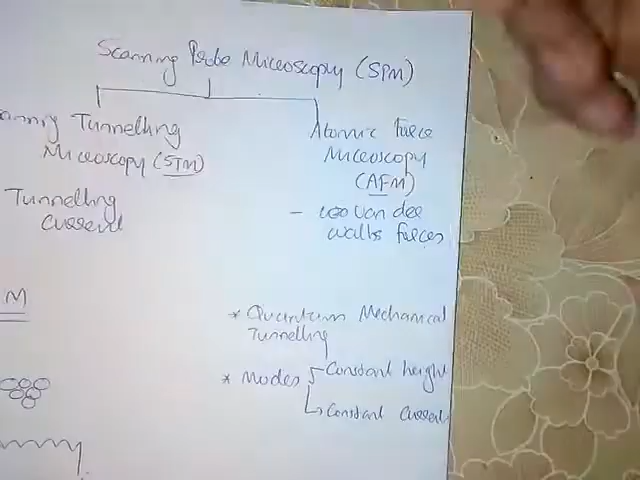 Scanning Probe Microscopy (SPM)
Tunnelling
Microscopy (STM)
Atomic Force
Microscopy
(AFM)
Tunnelling
Current
- van der
walls forces
M
* Quantum Mechanical
Tunnelling
* Modes
Constant height
Constant Current